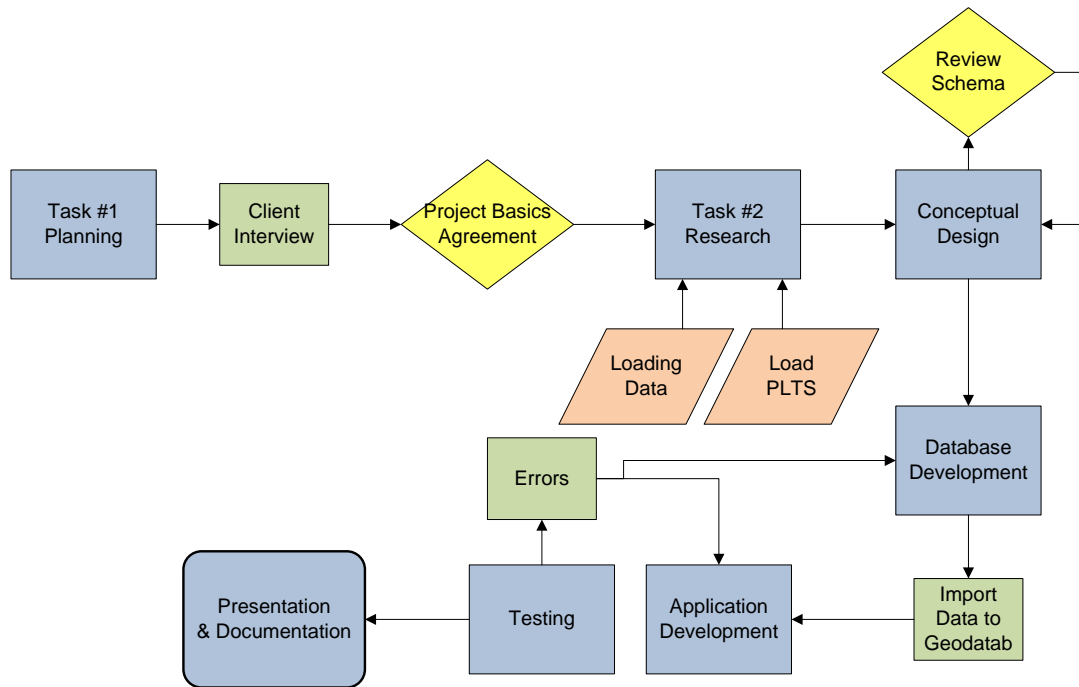 Review
Schema
Task #1
Planning
Client
Interview
Project Basics
Agreement
Task #2
Research
Conceptual
Design
Loading
Data
Load
PLTS
Database
Development
Errors
Presentation
& Documentation
Testing
Application
Development
Import
Data to
Geodatab